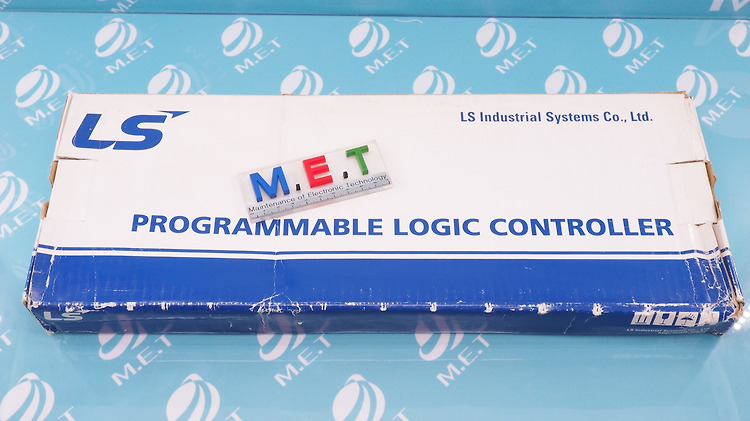 LS
LS Industrial Systems Co., Ltd.
M.E.T
Maintenance of Electronic Technology
PROGRAMMABLE LOGIC CONTROLLER
LS
M.E.T
M.E.T
M.E.T
M.E.T
M.E.T
M.E.T
M.E.T